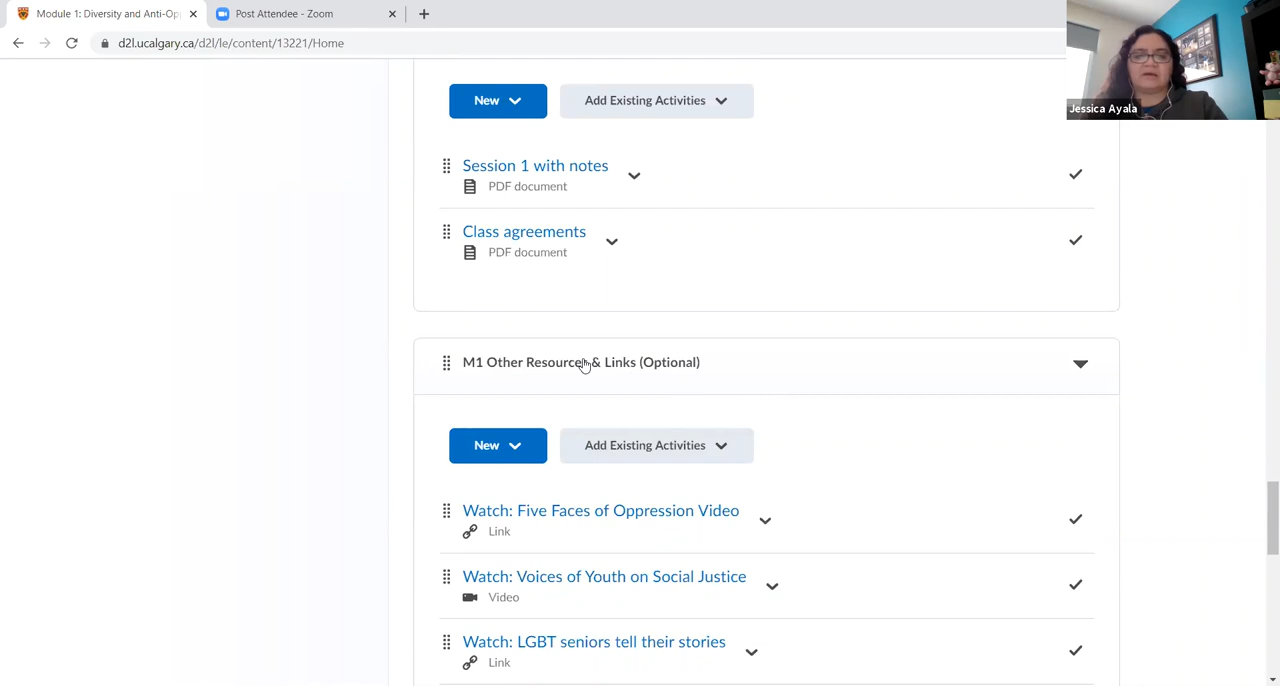 Module 1: Diversity and Anti-Op
Post Attendee - Zoom
d2l.ucalgary.ca/d2l/le/content/13221/Home
Jessica Ayala
New
Add Existing Activities
Session 1 with notes
PDF document
Class agreements
PDF document
M1 Other Resources & Links (Optional)
New
Add Existing Activities
Watch: Five Faces of Oppression Video
Link
Watch: Voices of Youth on Social Justice
Video
Watch: LGBT seniors tell their stories
Link